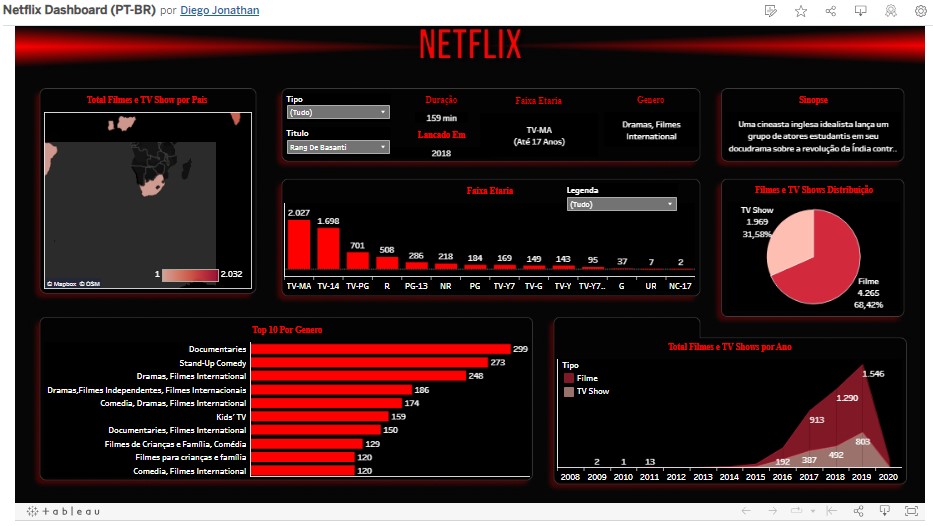 Netflix Dashboard (PT-BR) por Diego Jonathan
NETFLIX
Total Filmes e TV Show por Pais
1 2.032
© Mapbox © OSM
Tipo
(Tudo)
Titulo
Rang De Basanti
Duração
159 min
Lancado Em
2018
Faixa Etaria
TV-MA
(Até 17 Anos)
Genero
Dramas, Filmes
International
Sinopse
Uma cineasta inglesa idealista lança um
grupo de atores estudantis em seu
docudrama sobre a revolução da Índia contr..
Faixa Etaria
Legenda
(Tudo)
2.027 1.698 701 508 286 218 184 169 149 143 95 37 7 2
TV-MA TV-14 TV-PG R PG-13 NR PG TV-Y7 TV-G TV-Y TV-Y7.. G UR NC-17
Filmes e TV Shows Distribuição
TV Show
1.969
31,58%
Filme
4.265
68,42%
Top 10 Por Genero
Documentaries 299
Stand-Up Comedy 273
Dramas, Filmes International 248
Dramas,Filmes Independentes, Filmes Internacionais 186
Comedia, Dramas, Filmes International 174
Kids' TV 159
Documentaries, Filmes International 150
Filmes de Crianças e Família, Comédia 129
Filmes para crianças e família 120
Comedia, Filmes International 120
Total Filmes e TV Shows por Ano
Tipo
Filme
TV Show
1.546
1.290
913
803
492
387
192
2 1 13
2008 2009 2010 2011 2012 2013 2014 2015 2016 2017 2018 2019 2020
+ableau